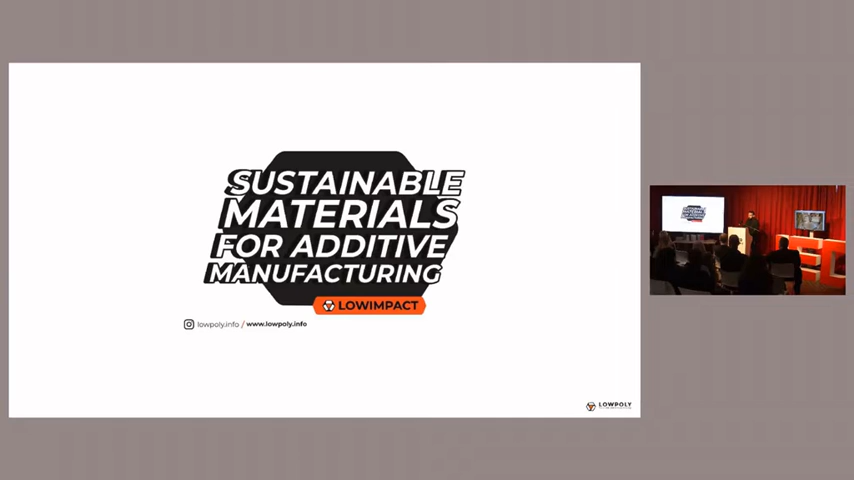 SUSTAINABLE
MATERIALS
FOR ADDITIVE
MANUFACTURING
LOWIMPACT
lowpoly.info / www.lowpoly.info
LOWPOLY